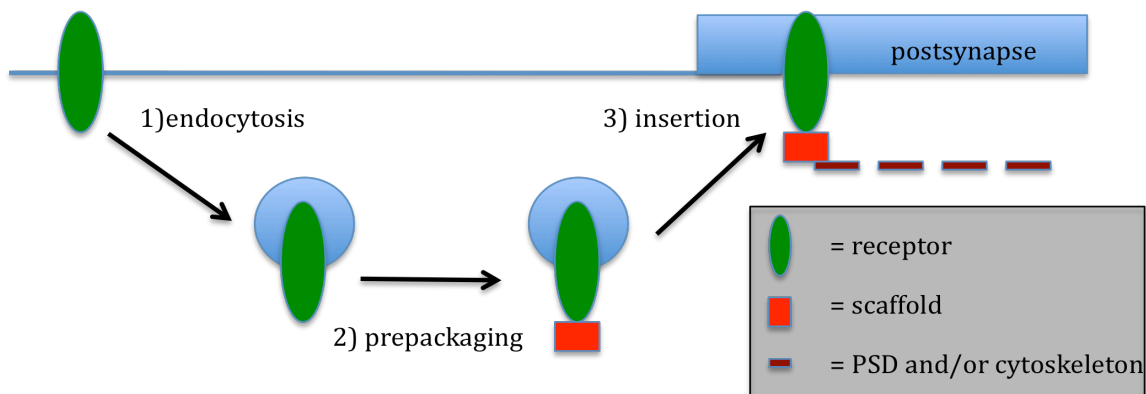 postsynapse
1)endocytosis
3) insertion
2) prepackaging
= receptor
= scaffold
= PSD and/or cytoskeleton